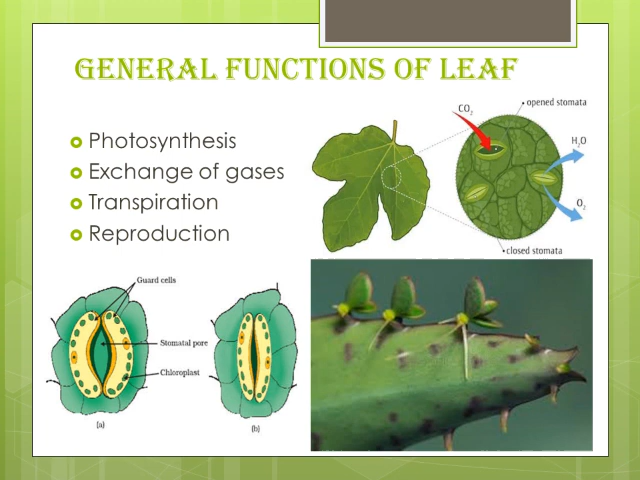 GENERAL FUNCTIONS OF LEAF
Photosynthesis
Exchange of gases
Transpiration
Reproduction
CO₂
opened stomata
H₂O
O₂
closed stomata
Guard cells
Stomatal pore
Chloroplast
(a)
(b)